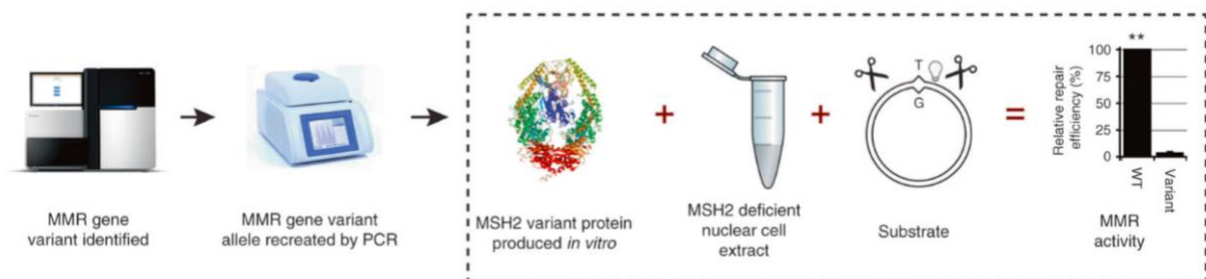 MMR gene
variant identified
MMR gene variant
allele recreated by PCR
MSH2 variant protein
produced in vitro
+
MSH2 deficient
nuclear cell
extract
+
T
G
Substrate
=
Relative repair
efficiency (%)
**
100
75
50
25
0
WT
Variant
MMR
activity